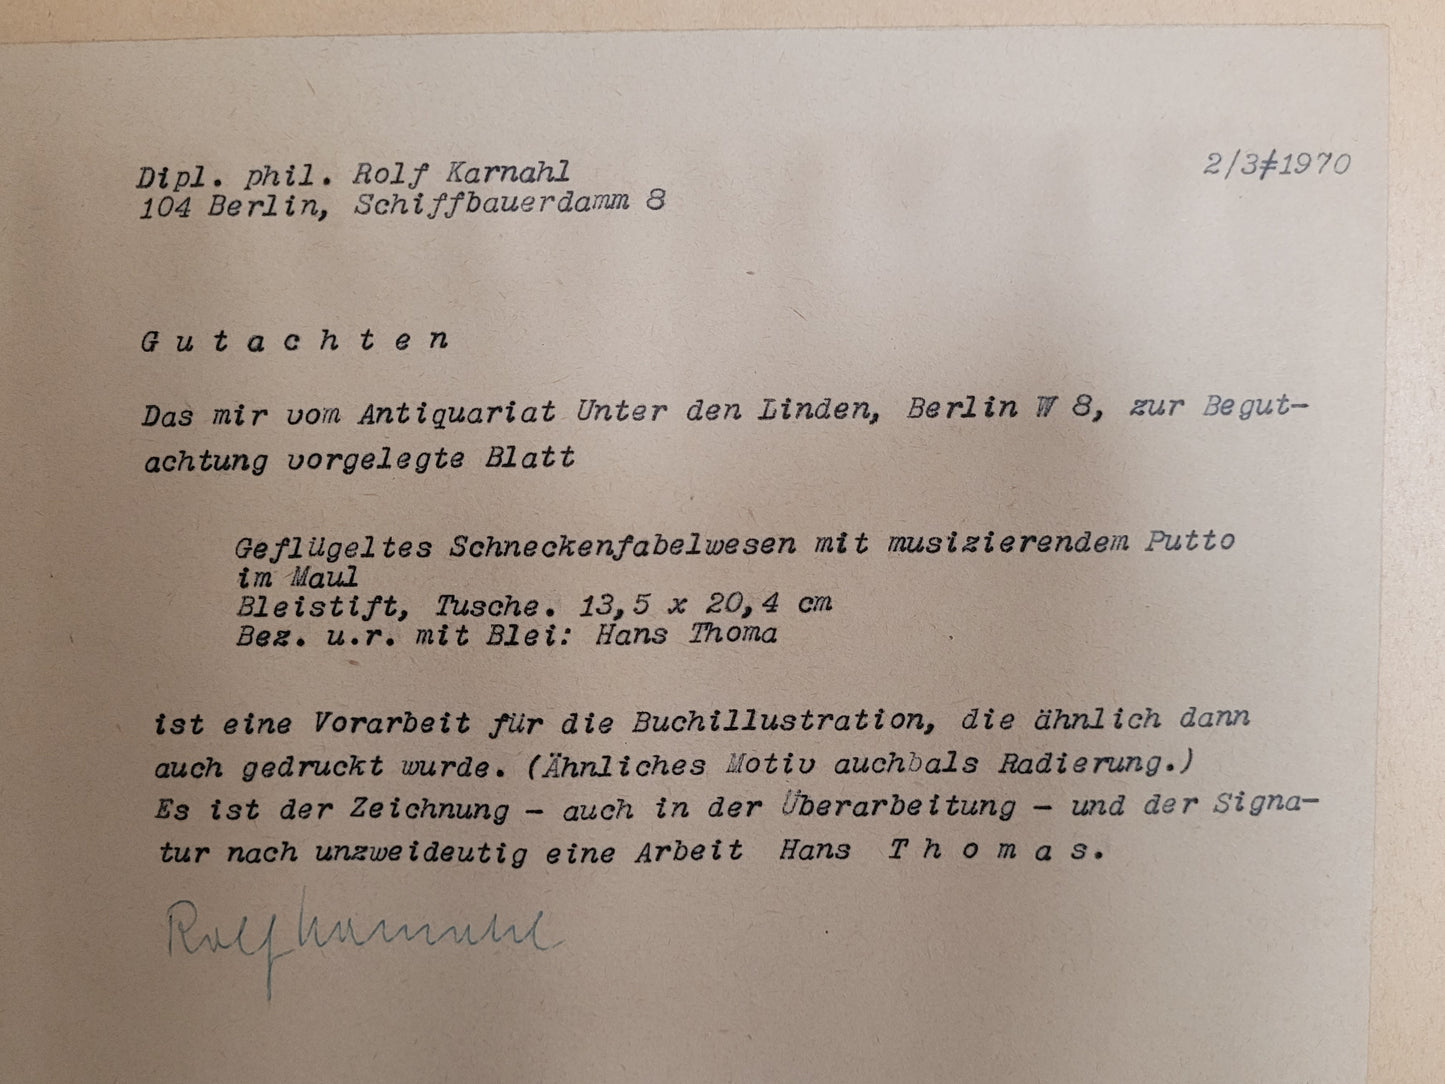 Dipl. phil. Rolf Karnahl
2/3/1970
104 Berlin, Schiffbauerdamm 8
G u t a c h t e n
Das mir vom Antiquariat Unter den Linden, Berlin W 8, zur Begut-
achtung vorgelegte Blatt
Geflügeltes Schneckenfabelwesen mit musizierendem Putto
im Maul
Bleistift, Tusche. 13,5 x 20,4 cm
Bez. u.r. mit Blei: Hans Thoma
ist eine Vorarbeit für die Buchillustration, die ähnlich dann
auch gedruckt wurde. (Ähnliches Motiv auchbals Radierung.)
Es ist der Zeichnung - auch in der Überarbeitung - und der Signa-
tur nach unzweideutig eine Arbeit Hans T h o m a s.
Rolf Karnahl